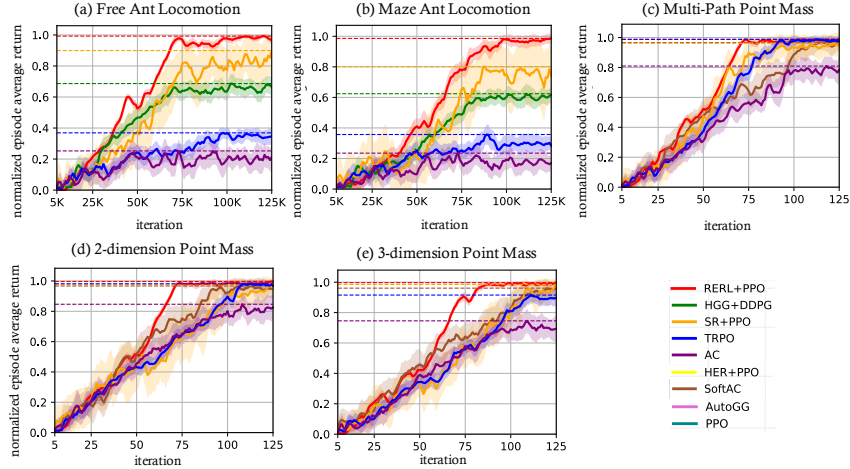 (a) Free Ant Locomotion
(b) Maze Ant Locomotion
(c) Multi-Path Point Mass
normalized episode average return
1.0
0.8
0.6
0.4
0.2
0.0
5K 25K 50K 75K 100K 125K
iteration
normalized episode average return
1.0
0.8
0.6
0.4
0.2
0.0
5K 25K 50K 75K 100K 125K
iteration
normalized episode average return
1.0
0.8
0.6
0.4
0.2
0.0
5 25 50 75 100 125
iteration
(d) 2-dimension Point Mass
(e) 3-dimension Point Mass
normalized episode average return
1.0
0.8
0.6
0.4
0.2
0.0
5 25 50 75 100 125
iteration
1.0
0.8
0.6
0.4
0.2
0.0
5 25 50 75 100 125
iteration
RERL+PPO
HGG+DDPG
SR+PPO
TRPO
AC
HER+PPO
SoftAC
AutoGG
PPO